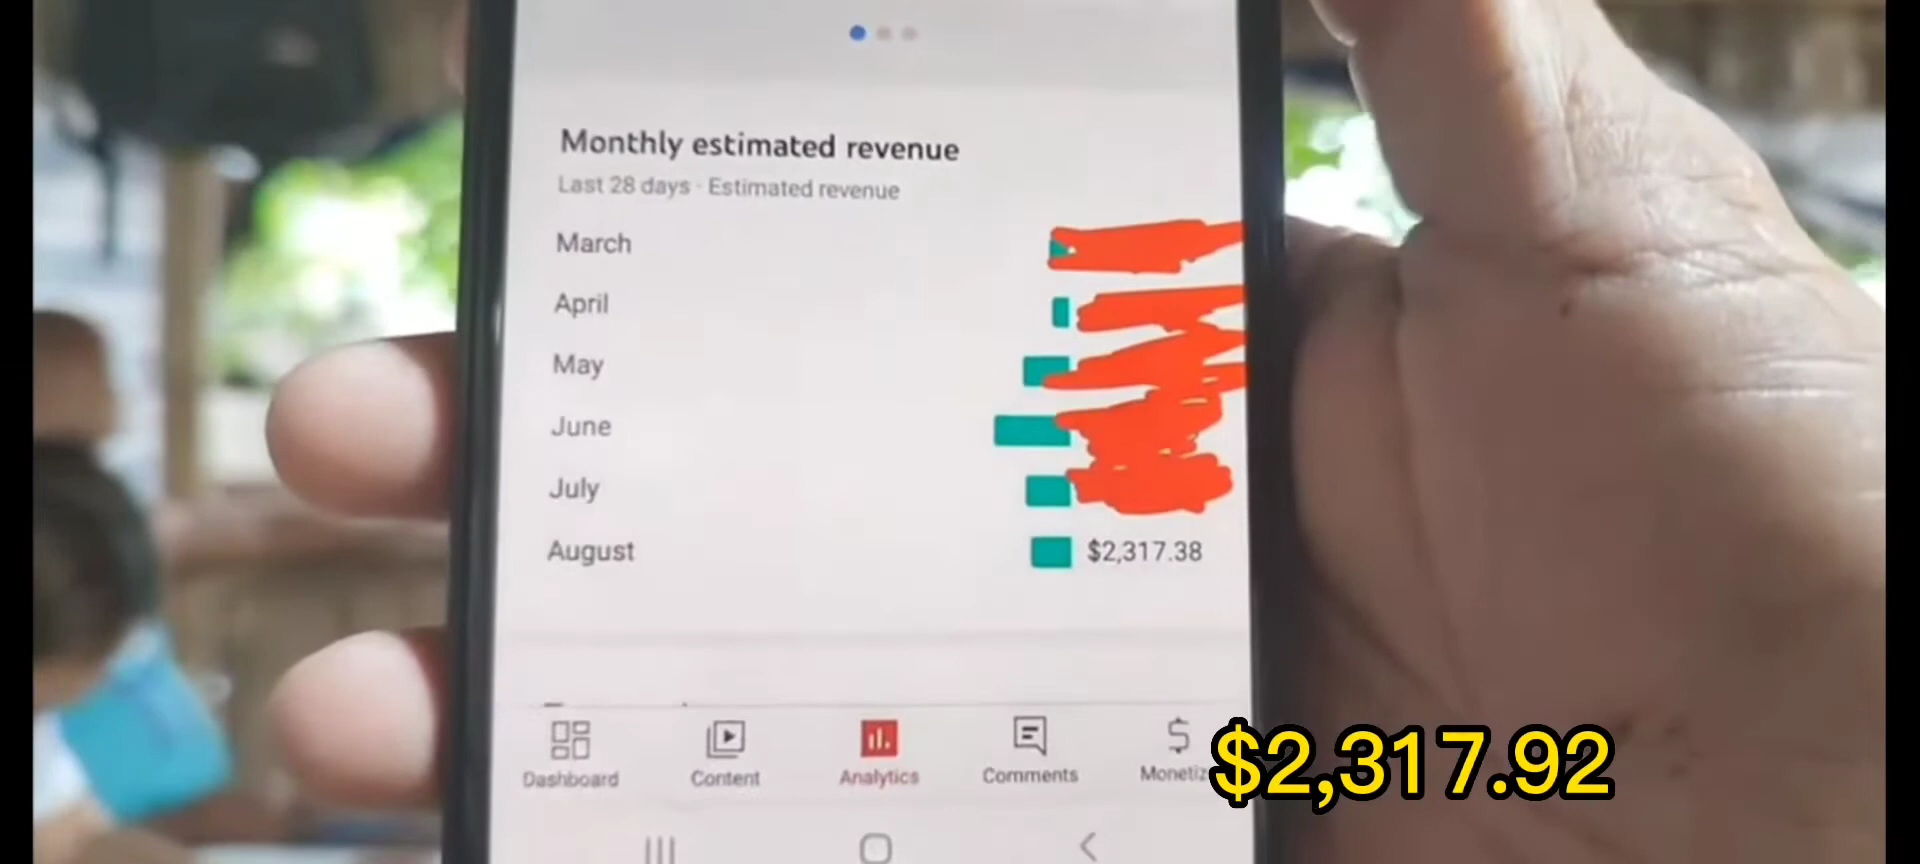 Monthly estimated revenue
Last 28 days · Estimated revenue
March
April
May
June
July
August $2,317.38
Dashboard Content Analytics Comments Monetiz
$2,317.92